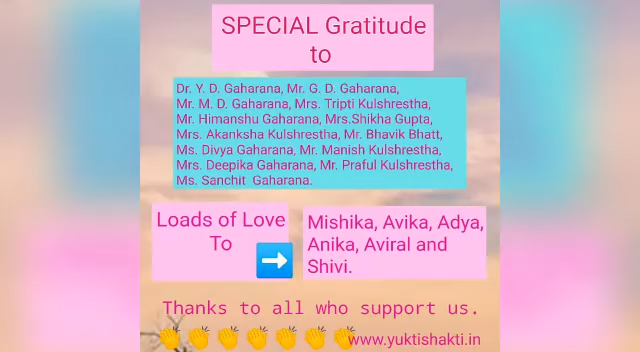 SPECIAL Gratitude
to
Dr. Y. D. Gaharana, Mr. G. D. Gaharana,
Mr. M. D. Gaharana, Mrs. Tripti Kulshrestha,
Mr. Himanshu Gaharana, Mrs.Shikha Gupta,
Mrs. Akanksha Kulshrestha, Mr. Bhavik Bhatt,
Ms. Divya Gaharana, Mr. Manish Kulshrestha,
Mrs. Deepika Gaharana, Mr. Praful Kulshrestha,
Ms. Sanchit Gaharana.
Loads of Love
To
Mishika, Avika, Adya,
Anika, Aviral and
Shivi.
Thanks to all who support us.
www.yuktishakti.in